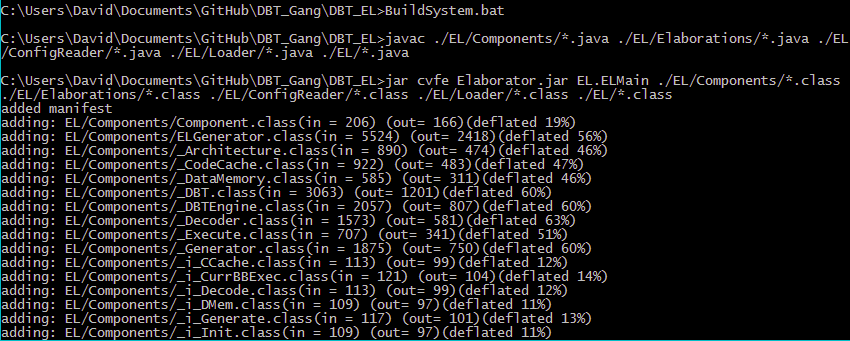 C:\Users\David\Documents\GitHub\DBT_Gang\DBT_EL>BuildSystem.bat
C:\Users\David\Documents\GitHub\DBT_Gang\DBT_EL>javac ./EL/Components/*.java ./EL/Elaborations/*.java ./EL
/ConfigReader/*.java ./EL/Loader/*.java ./EL/*.java
C:\Users\David\Documents\GitHub\DBT_Gang\DBT_EL>jar cvfe Elaborator.jar EL.ELMain ./EL/Components/*.class
./EL/Elaborations/*.class ./EL/ConfigReader/*.class ./EL/Loader/*.class ./EL/*.class
added manifest
adding: EL/Components/Component.class(in = 206) (out= 166)(deflated 19%)
adding: EL/Components/ELGenerator.class(in = 5524) (out= 2418)(deflated 56%)
adding: EL/Components/_Architecture.class(in = 890) (out= 474)(deflated 46%)
adding: EL/Components/_CodeCache.class(in = 922) (out= 483)(deflated 47%)
adding: EL/Components/_DataMemory.class(in = 585) (out= 311)(deflated 46%)
adding: EL/Components/_DBT.class(in = 3063) (out= 1201)(deflated 60%)
adding: EL/Components/_DBTEngine.class(in = 2057) (out= 807)(deflated 60%)
adding: EL/Components/_Decoder.class(in = 1573) (out= 581)(deflated 63%)
adding: EL/Components/_Execute.class(in = 707) (out= 341)(deflated 51%)
adding: EL/Components/_Generator.class(in = 1875) (out= 750)(deflated 60%)
adding: EL/Components/_i_CCache.class(in = 113) (out= 99)(deflated 12%)
adding: EL/Components/_i_CurrBBExec.class(in = 121) (out= 104)(deflated 14%)
adding: EL/Components/_i_Decode.class(in = 113) (out= 99)(deflated 12%)
adding: EL/Components/_i_DMem.class(in = 109) (out= 97)(deflated 11%)
adding: EL/Components/_i_Generate.class(in = 117) (out= 101)(deflated 13%)
adding: EL/Components/_i_Init.class(in = 109) (out= 97)(deflated 11%)